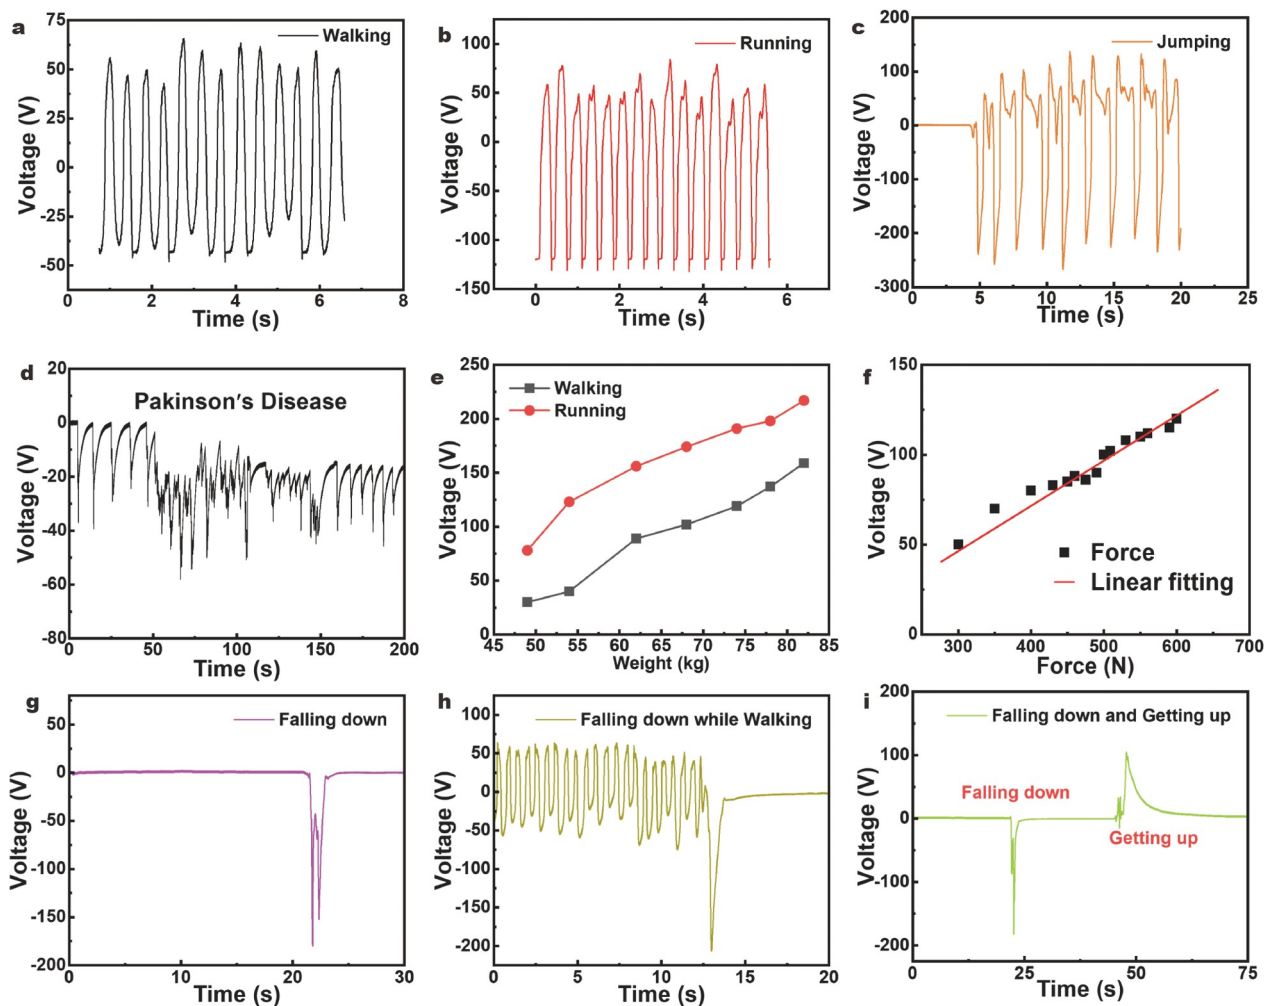 a
75
50
25
0
-25
-50
Voltage (V)
Walking
0 2 4 6 8
Time (s)
b
100
50
0
-50
-100
-150
Voltage (V)
Running
0 2 4 6
Time (s)
c
200
100
0
-100
-200
-300
Voltage (V)
Jumping
0 5 10 15 20 25
Time (s)
d
20
0
-20
-40
-60
-80
Voltage (V)
Pakinson's Disease
0 50 100 150 200
Time (s)
e
250
200
150
100
50
0
Voltage (V)
Walking
Running
45 50 55 60 65 70 75 80 85
Weight (kg)
f
150
100
50
0
Voltage (V)
Force
Linear fitting
300 400 500 600 700
Force (N)
g
50
0
-50
-100
-150
-200
Voltage (V)
Falling down
0 10 20 30
Time (s)
h
100
50
0
-50
-100
-150
-200
Voltage (V)
Falling down while Walking
0 5 10 15 20
Time (s)
i
200
100
0
-100
-200
Voltage (V)
Falling down and Getting up
Falling down
Getting up
0 25 50 75
Time (s)